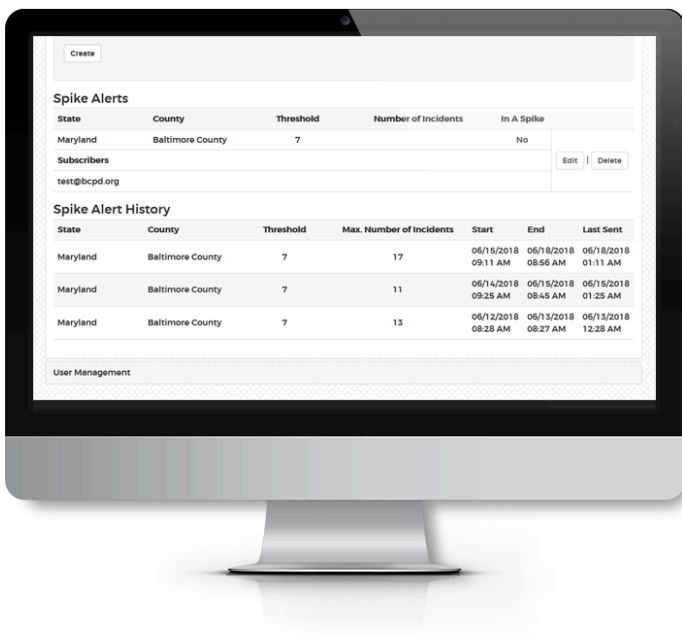 Create
Spike Alerts
State County Threshold Number of Incidents In A Spike
Maryland Baltimore County 7 No
Subscribers
Edit | Delete
test@bcpd.org
Spike Alert History
State County Threshold Max. Number of Incidents Start End Last Sent
Maryland Baltimore County 7 17 06/15/2018 09:11 AM 06/18/2018 08:56 AM 06/18/2018 01:11 AM
Maryland Baltimore County 7 11 06/14/2018 09:25 AM 06/15/2018 08:45 AM 06/15/2018 01:25 AM
Maryland Baltimore County 7 13 06/12/2018 08:28 AM 06/13/2018 08:27 AM 06/13/2018 12:28 AM
User Management